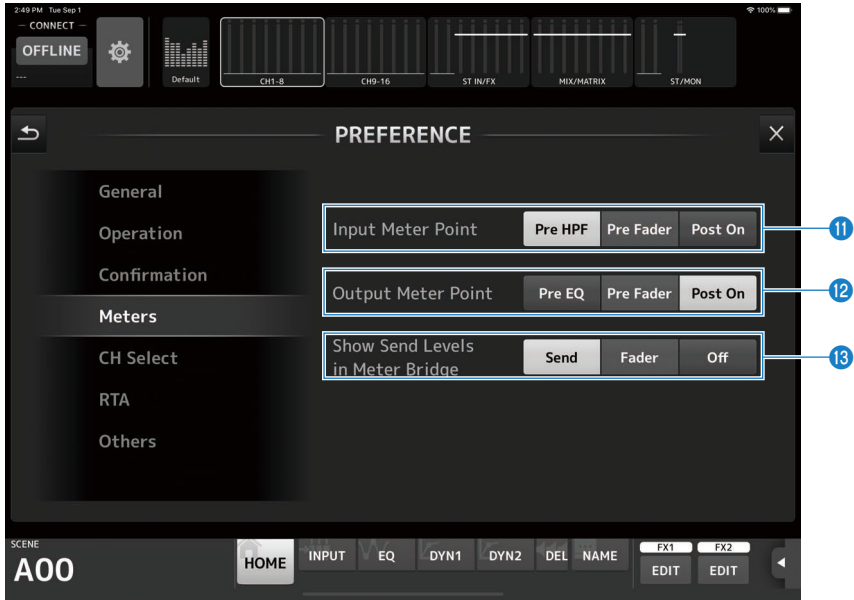 2:49 PM Tue Sep 1
100%
CONNECT
OFFLINE
---
Default
CH1-8
CH9-16
ST IN/FX
MIX/MATRIX
ST/MON
PREFERENCE
General
Operation
Confirmation
Meters
CH Select
RTA
Others
Input Meter Point
Pre HPF
Pre Fader
Post On
11
Output Meter Point
Pre EQ
Pre Fader
Post On
12
Show Send Levels
in Meter Bridge
Send
Fader
Off
13
SCENE
A00
HOME
INPUT
EQ
DYN1
DYN2
DEL
NAME
FX1
EDIT
FX2
EDIT